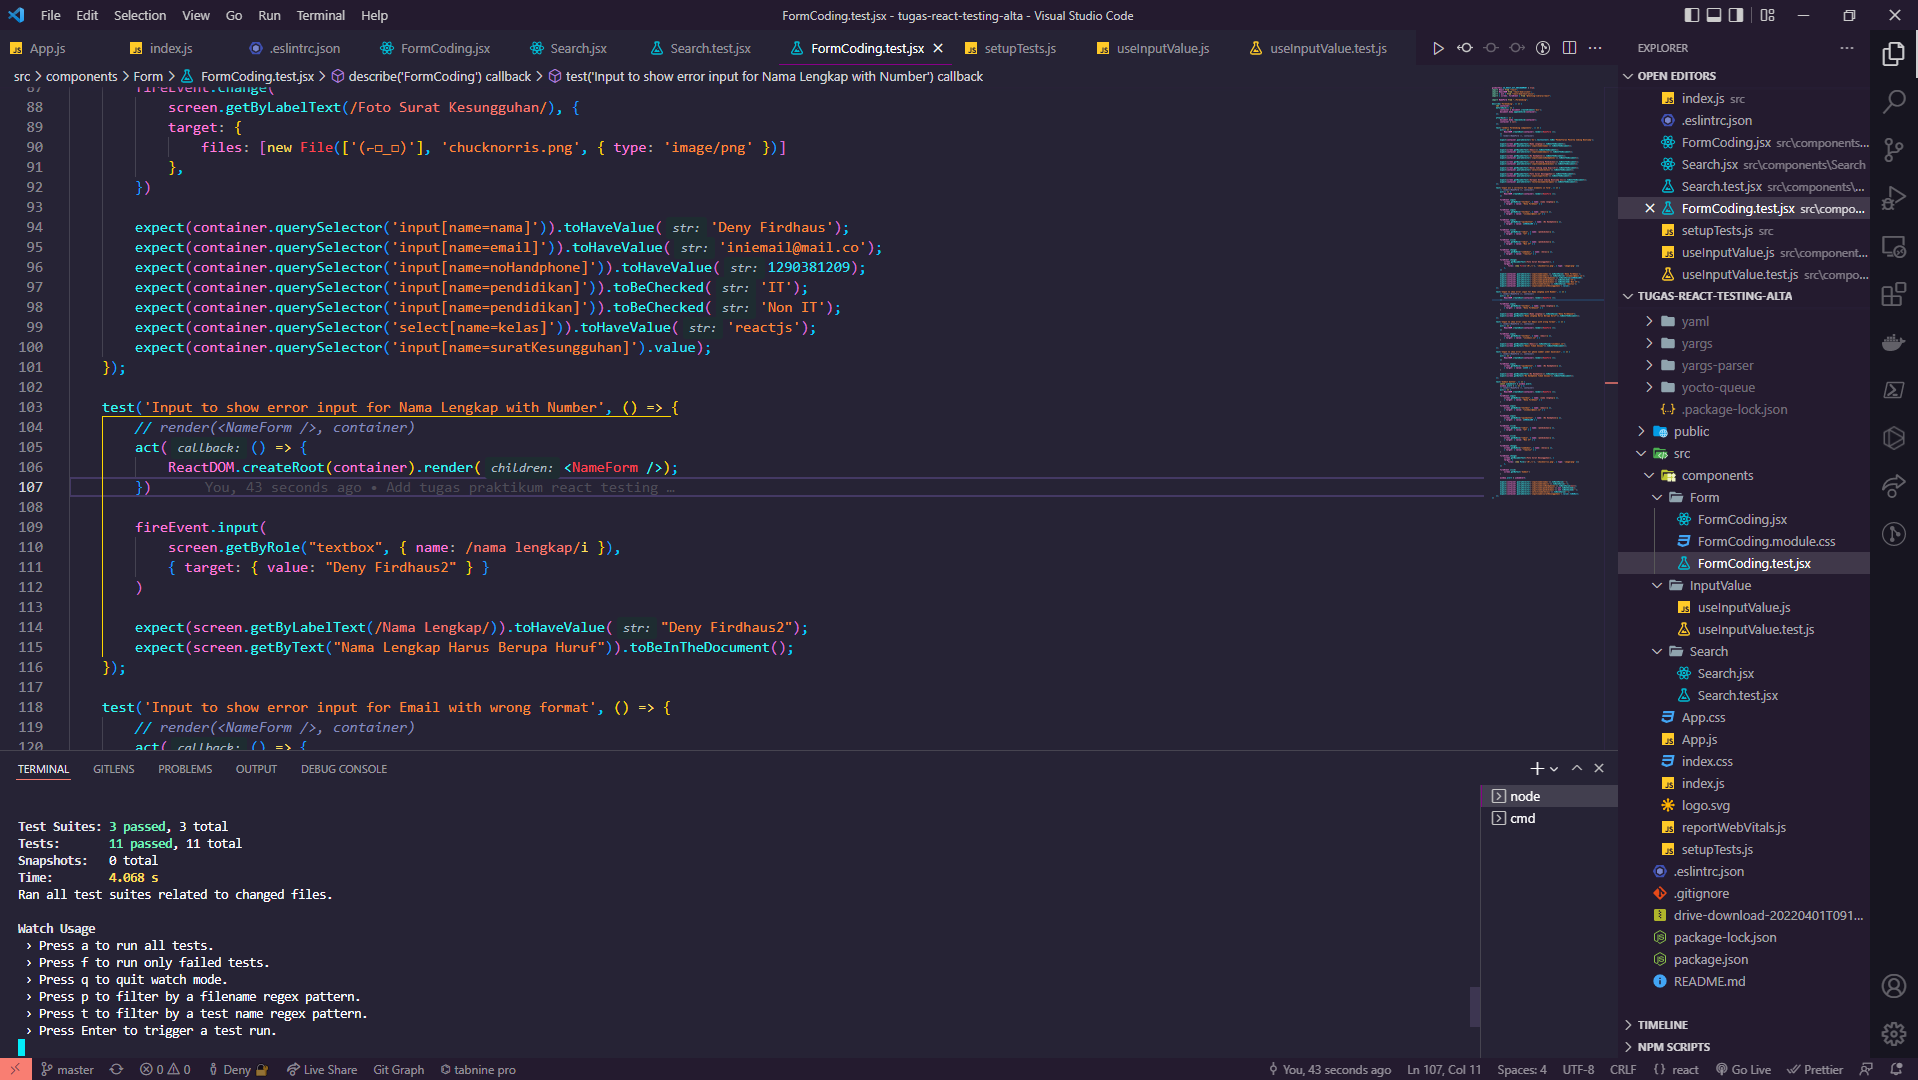 File Edit Selection View Go Run Terminal Help
FormCoding.test.jsx - tugas-react-testing-alta - Visual Studio Code
App.js index.js .eslintrc.json FormCoding.jsx Search.jsx Search.test.jsx FormCoding.test.jsx setupTests.js useInputValue.js useInputValue.test.js
src > components > Form > FormCoding.test.jsx > describe('FormCoding') callback > test('Input to show error input for Nama Lengkap with Number') callback
87 fireEvent.change(
88 screen.getByLabelText(/Foto Surat Kesungguhan/), {
89 target: {
90 files: [new File(['(⌐□_□)'], 'chucknorris.png', { type: 'image/png' })]
91 },
92 })
93
94 expect(container.querySelector('input[name=nama]')).toHaveValue( str: 'Deny Firdhaus');
95 expect(container.querySelector('input[name=email]')).toHaveValue( str: 'iniemail@mail.co');
96 expect(container.querySelector('input[name=noHandphone]')).toHaveValue( str: 1290381209);
97 expect(container.querySelector('input[name=pendidikan]')).toBeChecked( str: 'IT');
98 expect(container.querySelector('input[name=pendidikan]')).toBeChecked( str: 'Non IT');
99 expect(container.querySelector('select[name=kelas]')).toHaveValue( str: 'reactjs');
100 expect(container.querySelector('input[name=suratKesungguhan]').value);
101 });
102
103 test('Input to show error input for Nama Lengkap with Number', () => {
104 // render(<NameForm />, container)
105 act( callback: () => {
106 ReactDOM.createRoot(container).render( children: <NameForm />);
107 }) You, 43 seconds ago • Add tugas praktikum react testing …
108
109 fireEvent.input(
110 screen.getByRole("textbox", { name: /nama lengkap/i }),
111 { target: { value: "Deny Firdhaus2" } }
112 )
113
114 expect(screen.getByLabelText(/Nama Lengkap/)).toHaveValue( str: "Deny Firdhaus2");
115 expect(screen.getByText("Nama Lengkap Harus Berupa Huruf")).toBeInTheDocument();
116 });
117
118 test('Input to show error input for Email with wrong format', () => {
119 // render(<NameForm />, container)
120 act( callback: () => {
TERMINAL GITLENS PROBLEMS OUTPUT DEBUG CONSOLE
Test Suites: 3 passed, 3 total
Tests: 11 passed, 11 total
Snapshots: 0 total
Time: 4.068 s
Ran all test suites related to changed files.
Watch Usage
› Press a to run all tests.
› Press f to run only failed tests.
› Press q to quit watch mode.
› Press p to filter by a filename regex pattern.
› Press t to filter by a test name regex pattern.
› Press Enter to trigger a test run.
node
cmd
EXPLORER
OPEN EDITORS
index.js src
.eslintrc.json
FormCoding.jsx src\components...
Search.jsx src\components\Search
Search.test.jsx src\components\...
FormCoding.test.jsx src\compo...
setupTests.js src
useInputValue.js src\components...
useInputValue.test.js src\compo...
TUGAS-REACT-TESTING-ALTA
yaml
yargs
yargs-parser
yocto-queue
.package-lock.json
public
src
components
Form
FormCoding.jsx
FormCoding.module.css
FormCoding.test.jsx
InputValue
useInputValue.js
useInputValue.test.js
Search
Search.jsx
Search.test.jsx
App.css
App.js
index.css
index.js
logo.svg
reportWebVitals.js
setupTests.js
.eslintrc.json
.gitignore
drive-download-20220401T091...
package-lock.json
package.json
README.md
TIMELINE
NPM SCRIPTS
master 0 0 Deny Live Share Git Graph tabnine pro You, 43 seconds ago Ln 107, Col 11 Spaces: 4 UTF-8 CRLF {} react Go Live Prettier